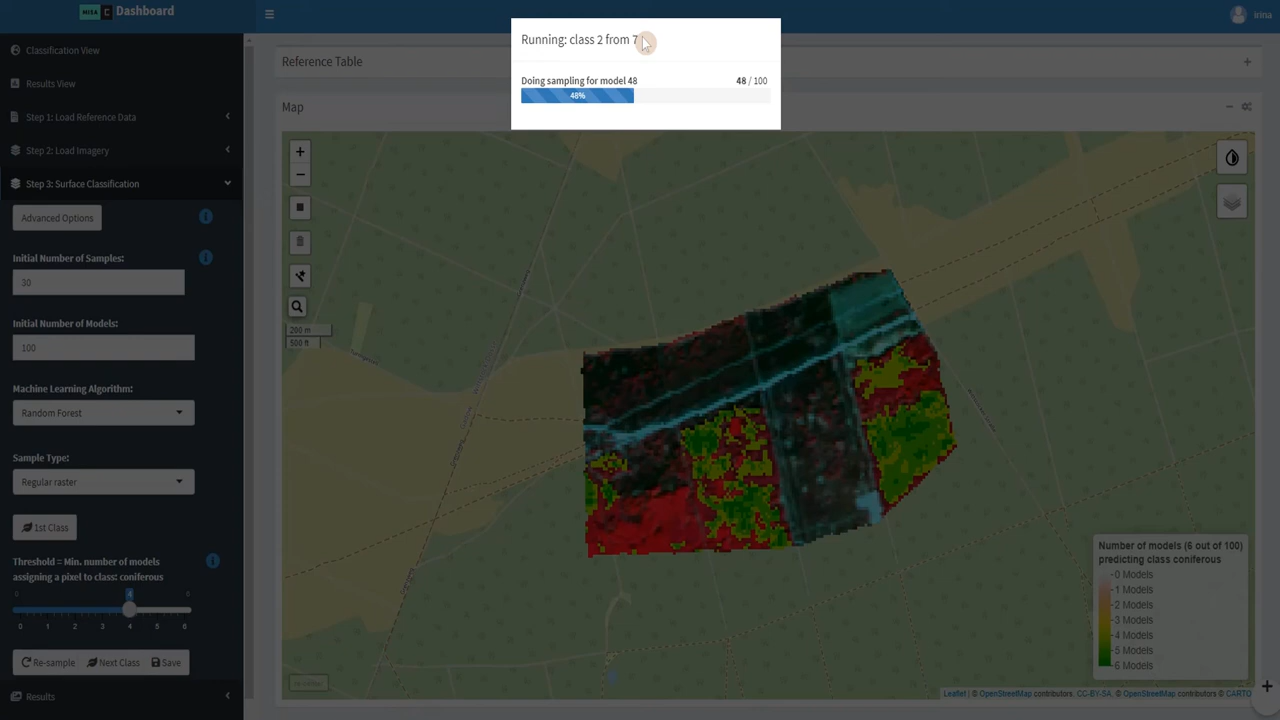 HISA C Dashboard
irina
Running: class 2 from 7
Doing sampling for model 48 48 / 100
48%
Classification View
Results View
Step 1: Load Reference Data
Step 2: Load Imagery
Step 3: Surface Classification
Advanced Options
Initial Number of Samples:
30
Initial Number of Models:
100
Machine Learning Algorithm:
Random Forest
Sample Type:
Regular raster
1st Class
Threshold = Min. number of models
assigning a pixel to class: coniferous
0 4 0
0 1 2 3 4 5 6
Re-sample Next Class Save
Results
Reference Table
Map
+
−
200 m
500 ft
Number of models (6 out of 100)
predicting class coniferous
0 Models
1 Models
2 Models
3 Models
4 Models
5 Models
6 Models
Leaflet | © OpenStreetMap contributors, CC-BY-SA, © OpenStreetMap contributors © CARTO